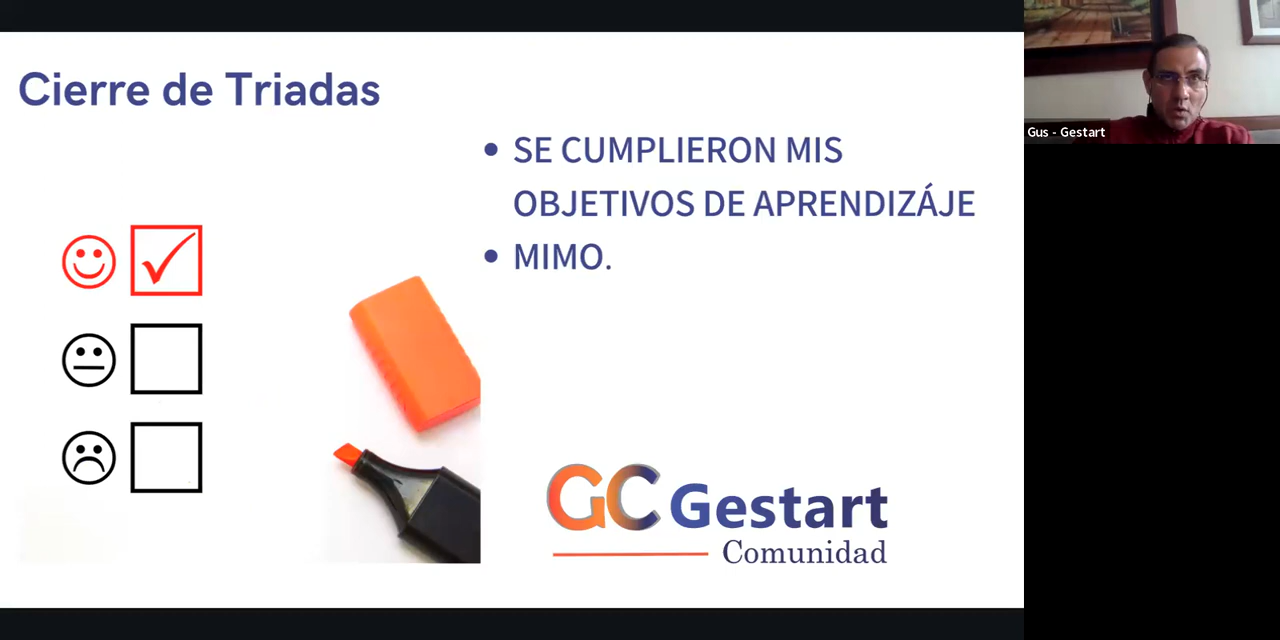 Cierre de Triadas
• SE CUMPLIERON MIS
OBJETIVOS DE APRENDIZÁJE
• MIMO.
GC Gestart
Comunidad
Gus - Gestart